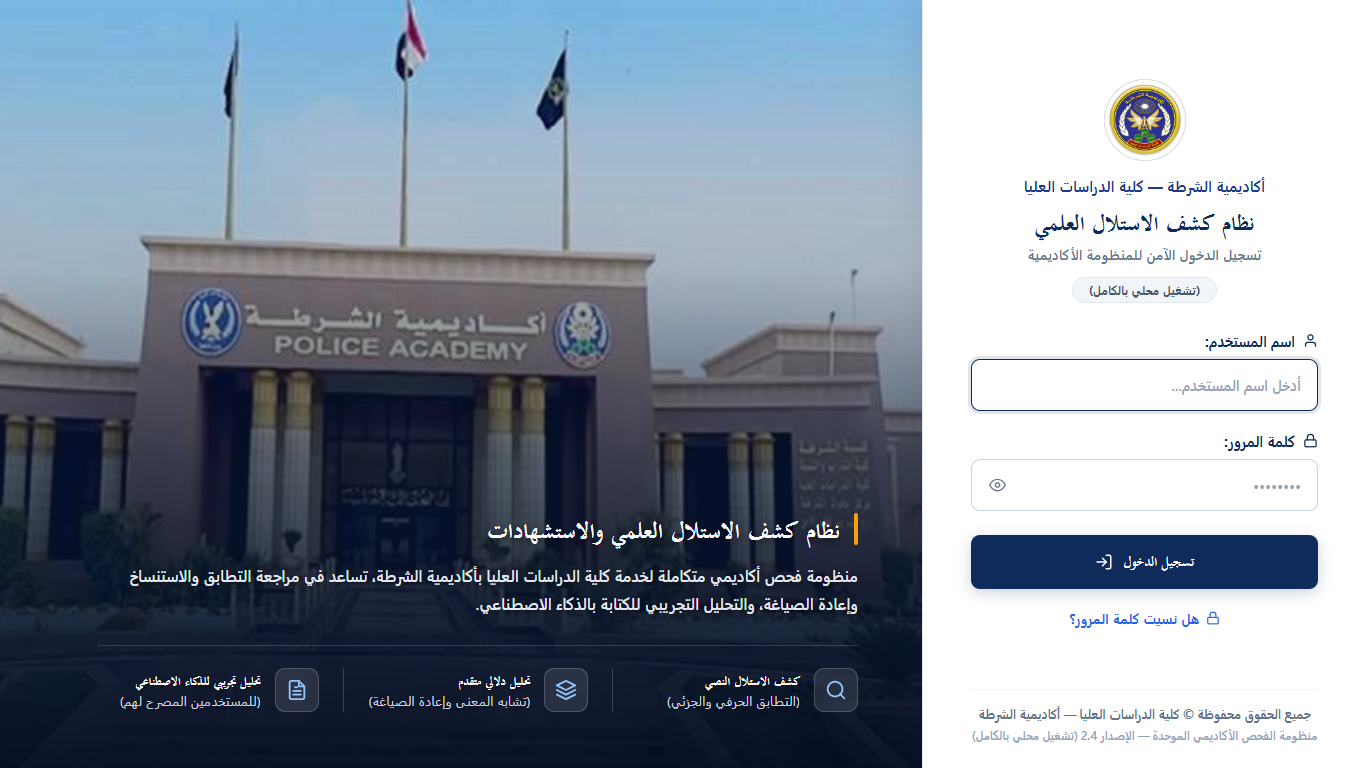 أكاديمية الشرطة — كلية الدراسات العليا
نظام كشف الاستلال العلمي
تسجيل الدخول الآمن للمنظومة الأكاديمية
(تشغيل محلي بالكامل)
اسم المستخدم:
أدخل اسم المستخدم...
كلمة المرور:
••••••••
تسجيل الدخول
هل نسيت كلمة المرور؟
جميع الحقوق محفوظة © كلية الدراسات العليا — أكاديمية الشرطة
منظومة الفحص الأكاديمي الموحدة — الإصدار 2.4 (تشغيل محلي بالكامل)
أكاديمية الشرطة
POLICE ACADEMY
نظام كشف الاستلال العلمي والاستشهادات
منظومة فحص أكاديمي متكاملة لخدمة كلية الدراسات العليا بأكاديمية الشرطة، تساعد في مراجعة التطابق والاستنساخ
وإعادة الصياغة، والتحليل التجريبي للكتابة بالذكاء الاصطناعي.
كشف الاستلال النصي
(التطابق الحرفي والجزئي)
تحليل دلالي متقدم
(تشابه المعنى وإعادة الصياغة)
تحليل تجريبي للذكاء الاصطناعي
(للمستخدمين المصرح لهم)